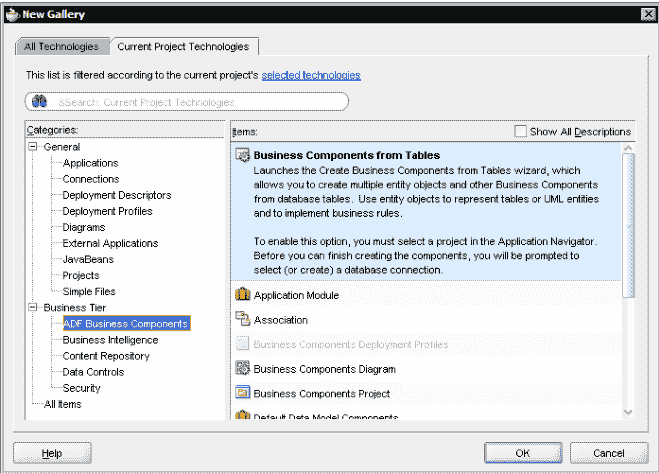 New Gallery
All Technologies
Current Project Technologies
This list is filtered according to the current project's selected technologies
Search: Current Project Technologies
Categories:
General
Applications
Connections
Deployment Descriptors
Deployment Profiles
Diagrams
External Applications
JavaBeans
Projects
Simple Files
Business Tier
ADF Business Components
Business Intelligence
Content Repository
Data Controls
Security
All Items
Items:
Show All Descriptions
Business Components from Tables
Launches the Create Business Components from Tables wizard, which
allows you to create multiple entity objects and other Business Components
from database tables. Use entity objects to represent tables or UML entities
and to implement business rules.
To enable this option, you must select a project in the Application Navigator.
Before you can finish creating the components, you will be prompted to
select (or create) a database connection.
Application Module
Association
Business Components Deployment Profiles
Business Components Diagram
Business Components Project
Default Data Model Components
Help
OK
Cancel